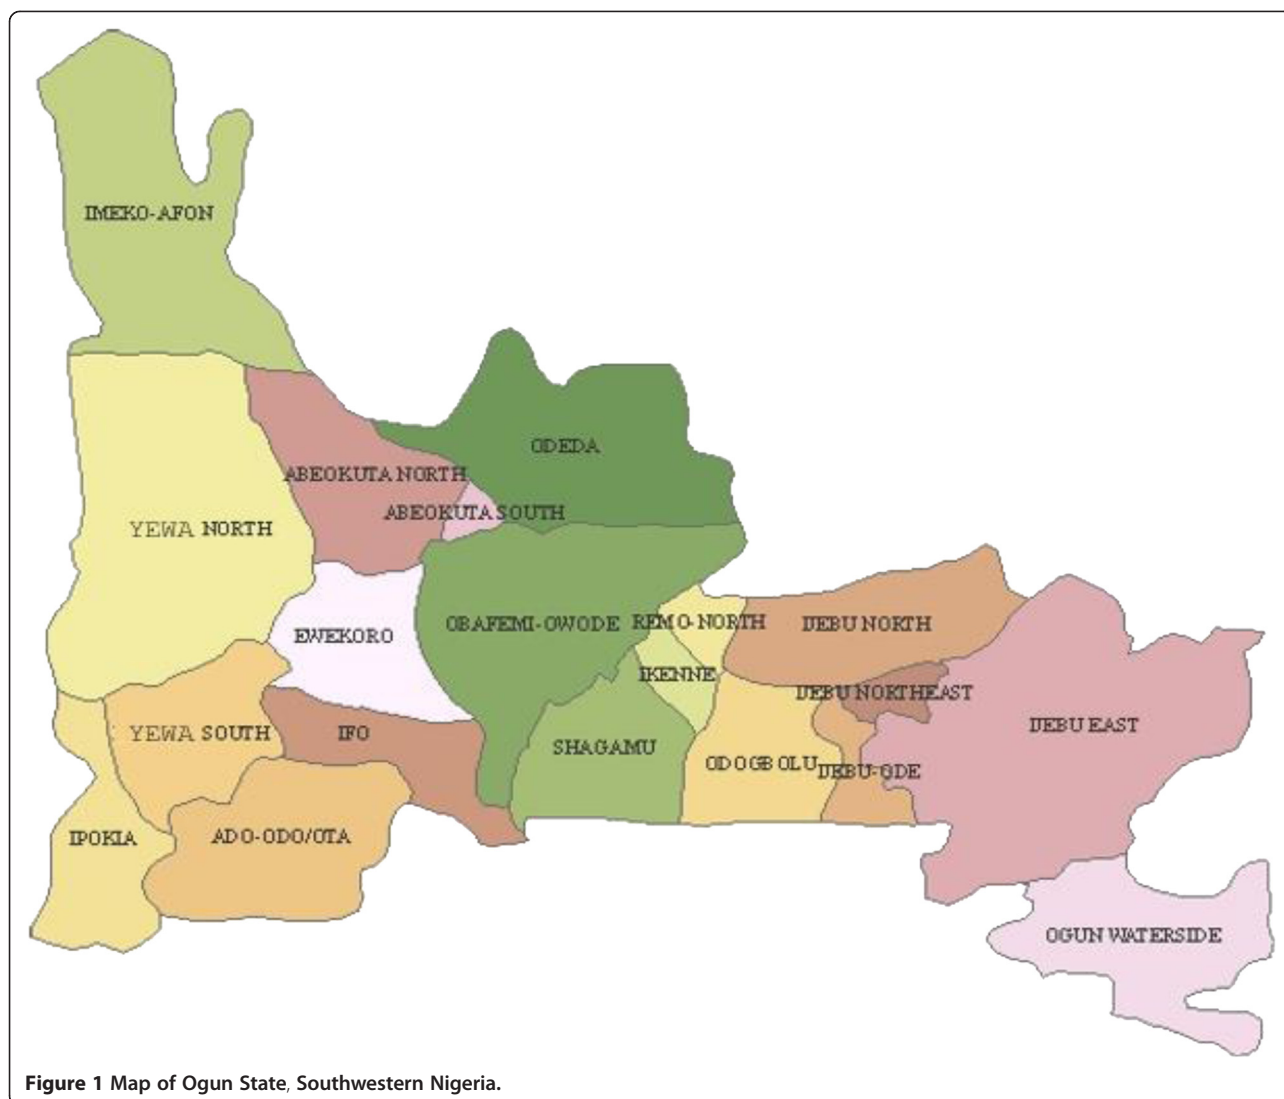 IMEKO-AFON
ODEDA
ABEOKUTA NORTH
ABEOKUTA SOUTH
YEWA NORTH
OBAFEMI-OWODE
REMO-NORTH
IJEBU NORTH
EWEKORO
IKENNE
IJEBU NORTHEAST
IJEBU EAST
YEWA SOUTH
IFO
SHAGAMU
ODOGBOLU
IJEBU-ODE
IPOKIA
ADO-ODO/OTA
OGUN WATERSIDE
Figure 1 Map of Ogun State, Southwestern Nigeria.